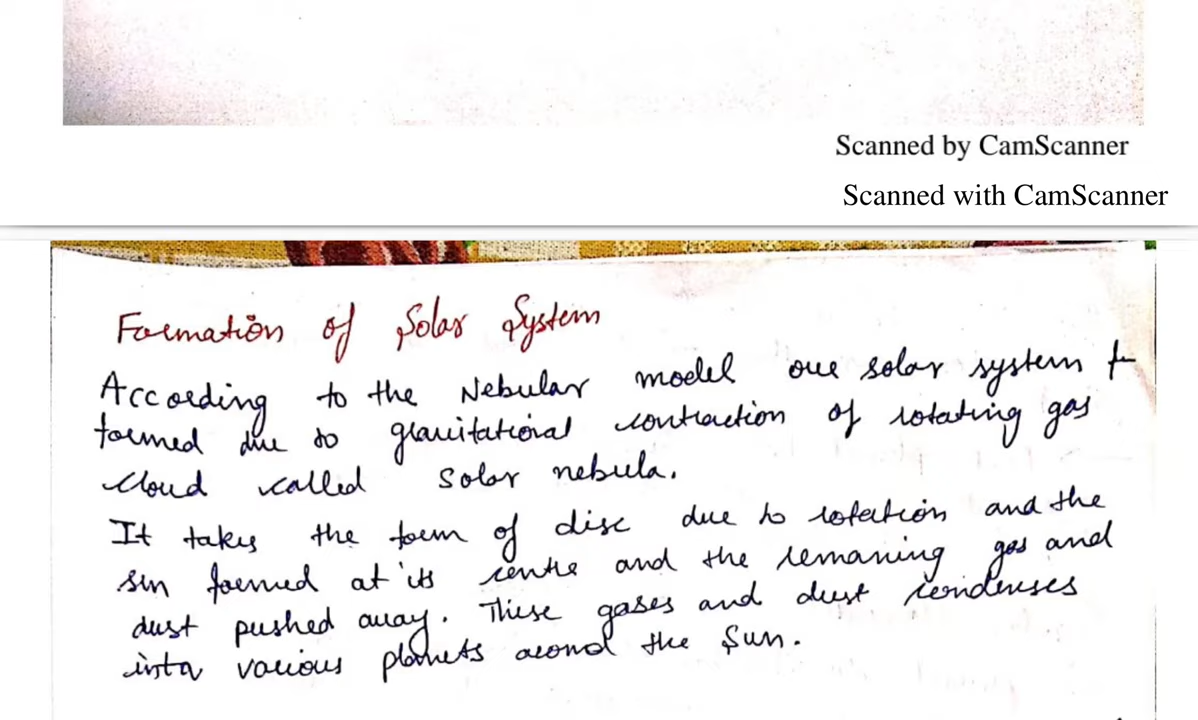 Scanned by CamScanner
Scanned with CamScanner
Formation of Solar System
According to the Nebular model our solar system
formed due to gravitational contraction of rotating gas
cloud called solar nebula.
It takes the form of disc due to rotation and the
sun formed at its centre and the remaning gas and
dust pushed away. These gases and dust condenses
into various planets around the Sun.